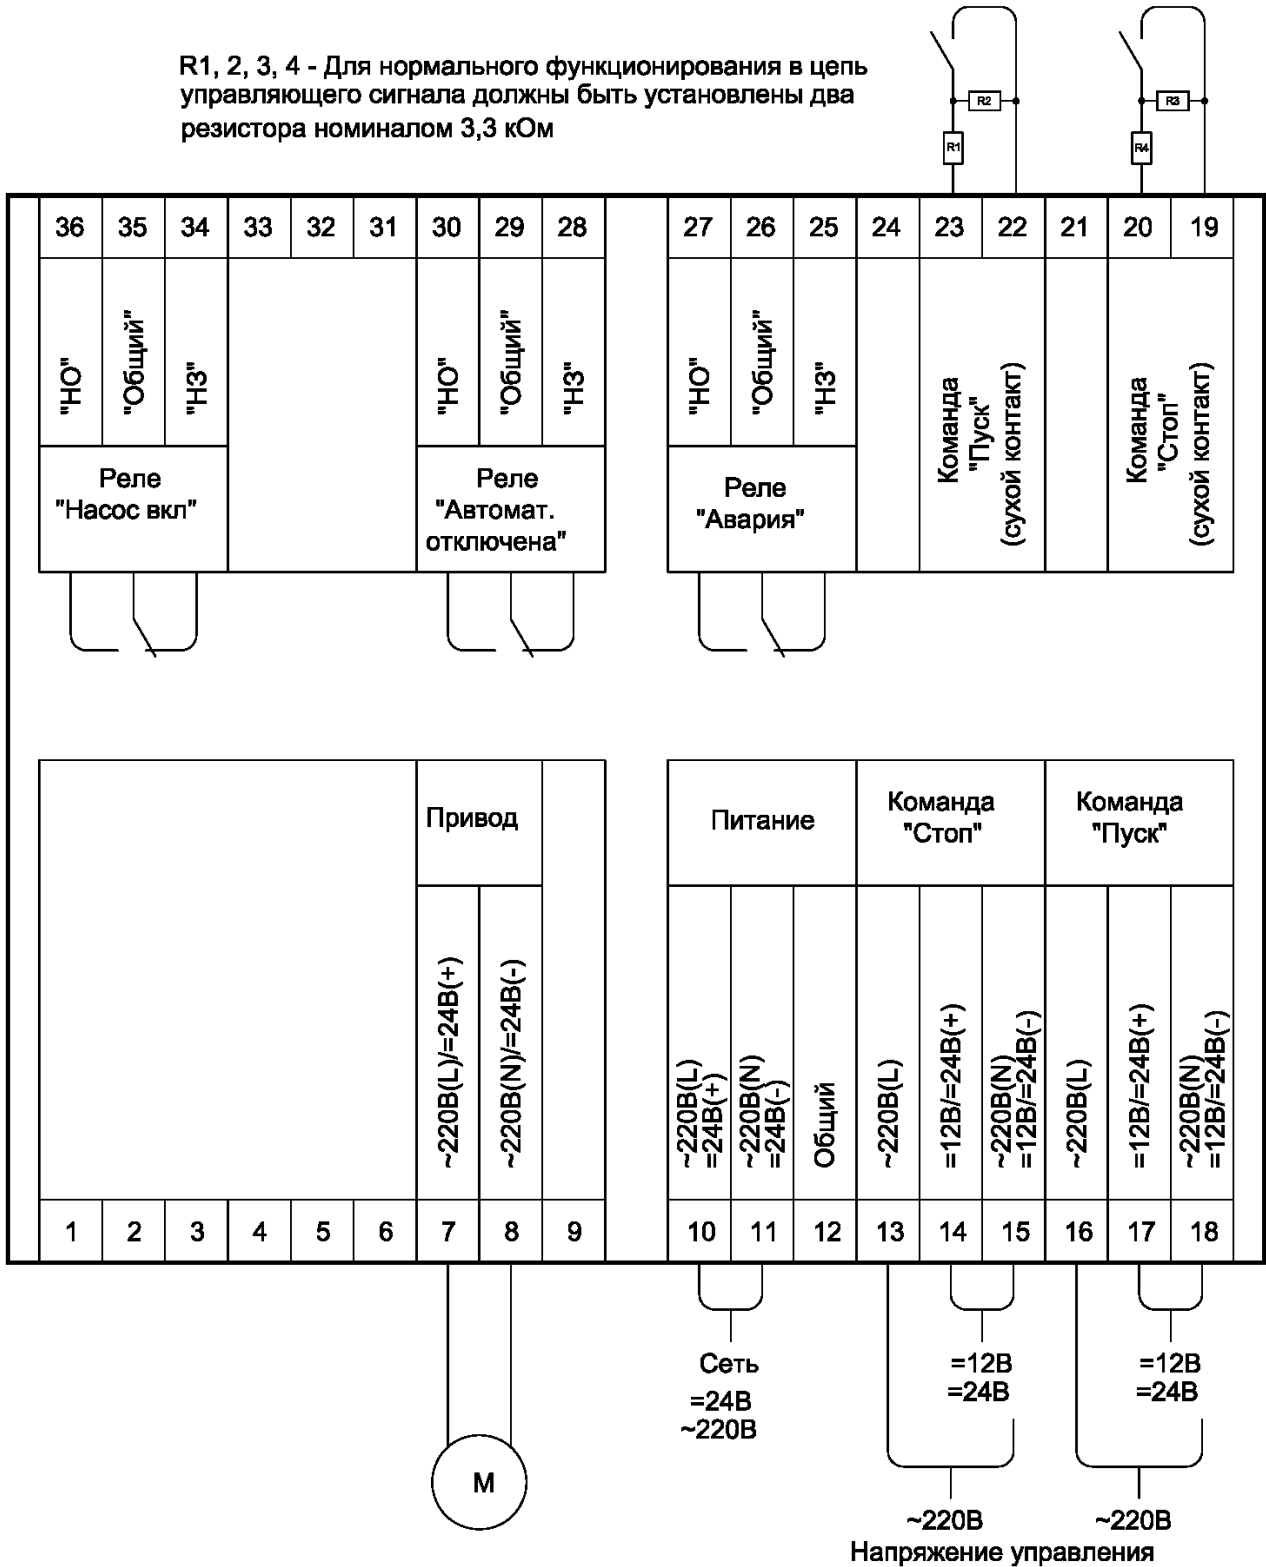 R1, 2, 3, 4 - Для нормального функционирования в цепь
управляющего сигнала должны быть установлены два
резистора номиналом 3,3 кОм
R2
R1
R3
R4
36 35 34 33 32 31 30 29 28 27 26 25 24 23 22 21 20 19
"НО"
"Общий"
"НЗ"
"НО"
"Общий"
"НЗ"
"НО"
"Общий"
"НЗ"
Команда
"Пуск"
(сухой контакт)
Команда
"Стоп"
(сухой контакт)
Реле
"Насос вкл"
Реле
"Автомат.
отключена"
Реле
"Авария"
Привод
Питание
Команда
"Стоп"
Команда
"Пуск"
~220В(L)/=24В(+)
~220В(N)/=24В(-)
~220В(L)
=24В(+)
~220В(N)
=24В(-)
Общий
~220В(L)
=12В/=24В(+)
~220В(N)
=12В/=24В(-)
~220В(L)
=12В/=24В(+)
~220В(N)
=12В/=24В(-)
1 2 3 4 5 6 7 8 9 10 11 12 13 14 15 16 17 18
Сеть
=24В
~220В
=12В
=24В
=12В
=24В
М
~220В
~220В
Напряжение управления